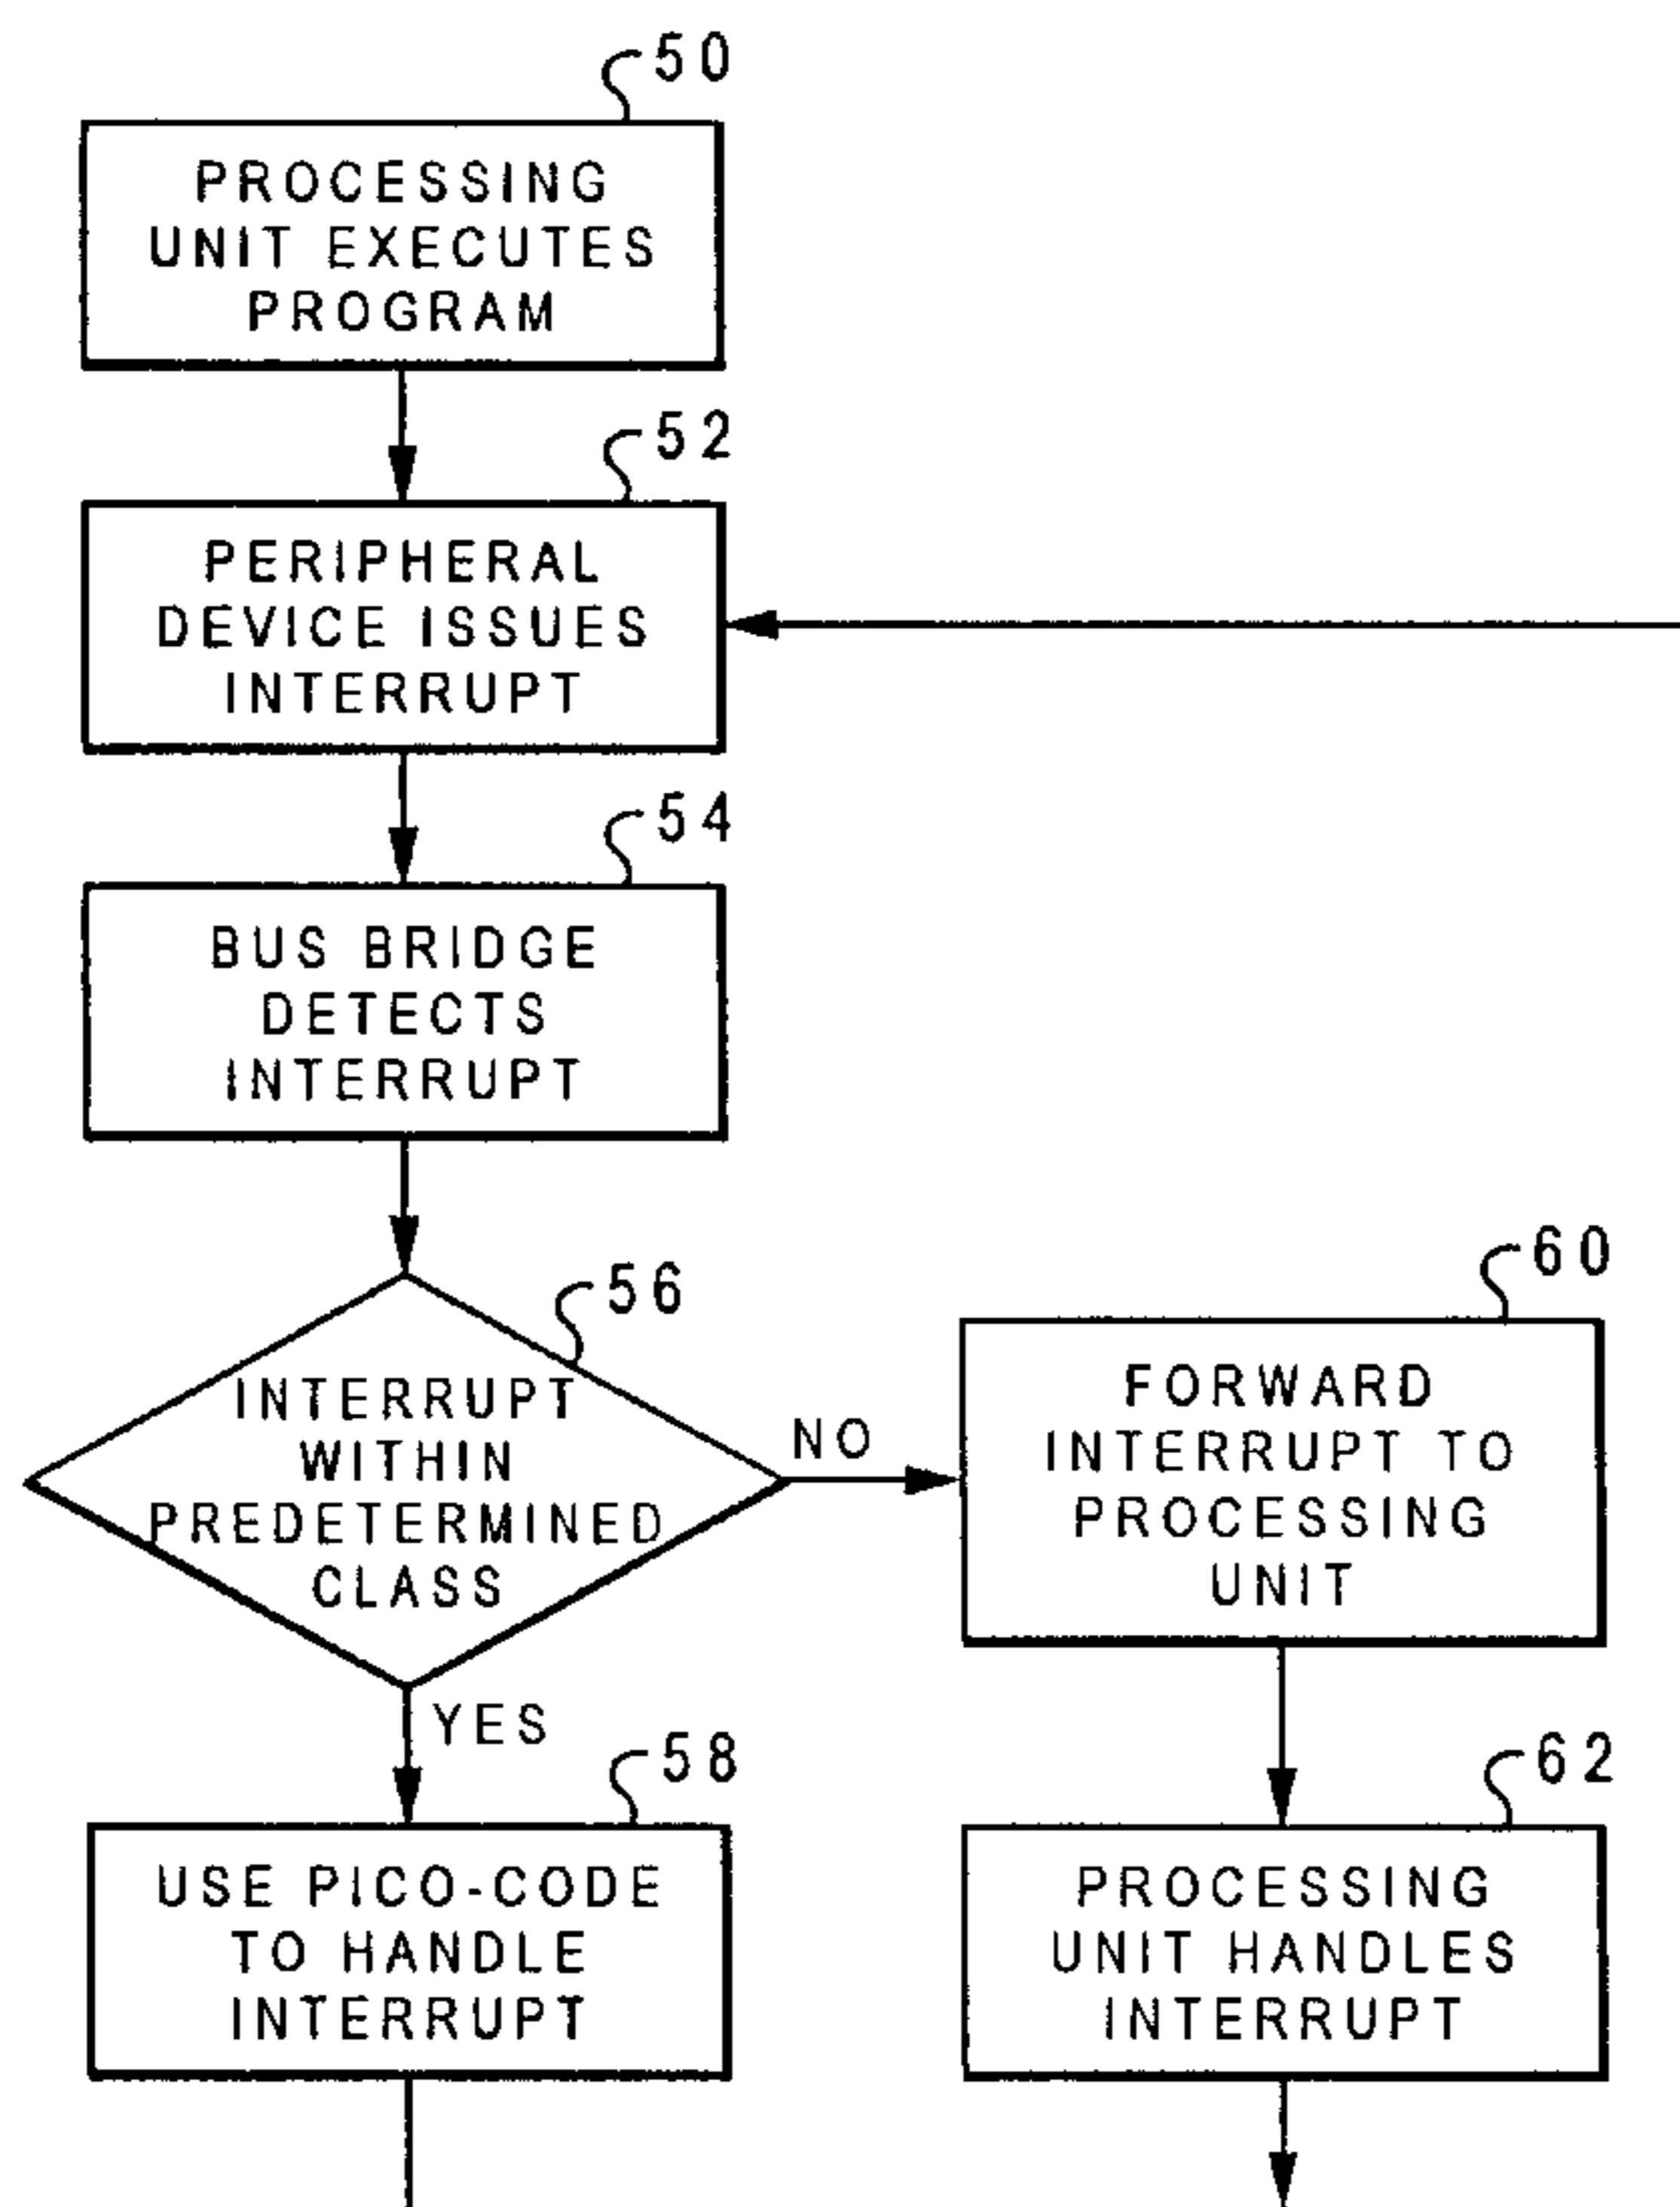 50
PROCESSING
UNIT EXECUTES
PROGRAM
52
PERIPHERAL
DEVICE ISSUES
INTERRUPT
54
BUS BRIDGE
DETECTS
INTERRUPT
56
INTERRUPT
WITHIN
PREDETERMINED
CLASS
NO
60
FORWARD
INTERRUPT TO
PROCESSING
UNIT
YES
58
USE PICO-CODE
TO HANDLE
INTERRUPT
62
PROCESSING
UNIT HANDLES
INTERRUPT